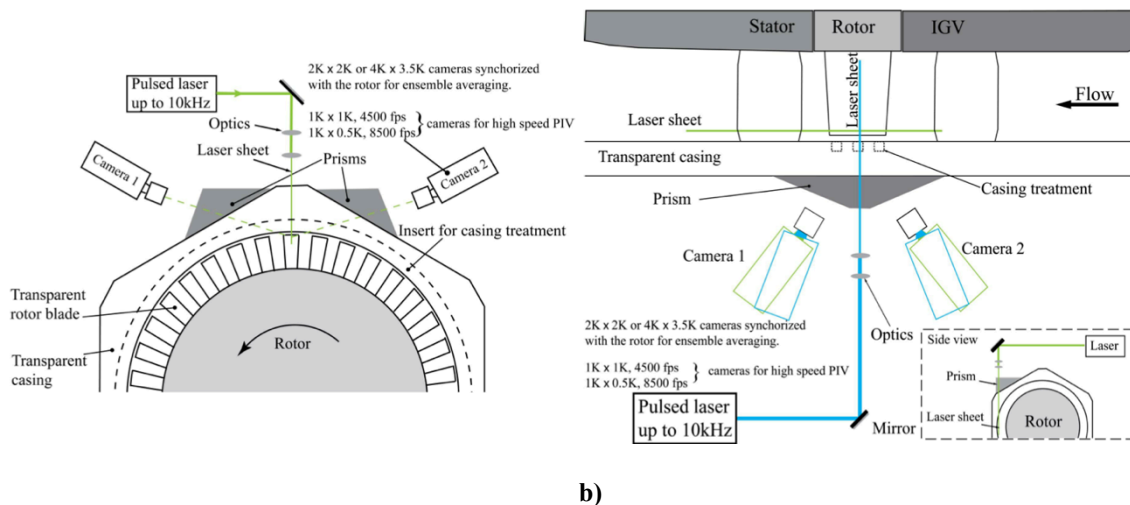 2K x 2K or 4K x 3.5K cameras synchorized
with the rotor for ensemble averaging.
Pulsed laser
up to 10kHz
1K x 1K, 4500 fps
1K x 0.5K, 8500 fps
cameras for high speed PIV
Optics
Laser sheet
Prisms
Camera 1
Camera 2
Insert for casing treatment
Transparent
rotor blade
Transparent
casing
Rotor
Stator
Rotor
IGV
Laser sheet
Flow
Laser sheet
Transparent casing
Casing treatment
Prism
Camera 1
Camera 2
Optics
2K x 2K or 4K x 3.5K cameras synchorized
with the rotor for ensemble averaging.
1K x 1K, 4500 fps
1K x 0.5K, 8500 fps
cameras for high speed PIV
Pulsed laser
up to 10kHz
Mirror
Side view
Laser
Prism
Laser sheet
Rotor
b)